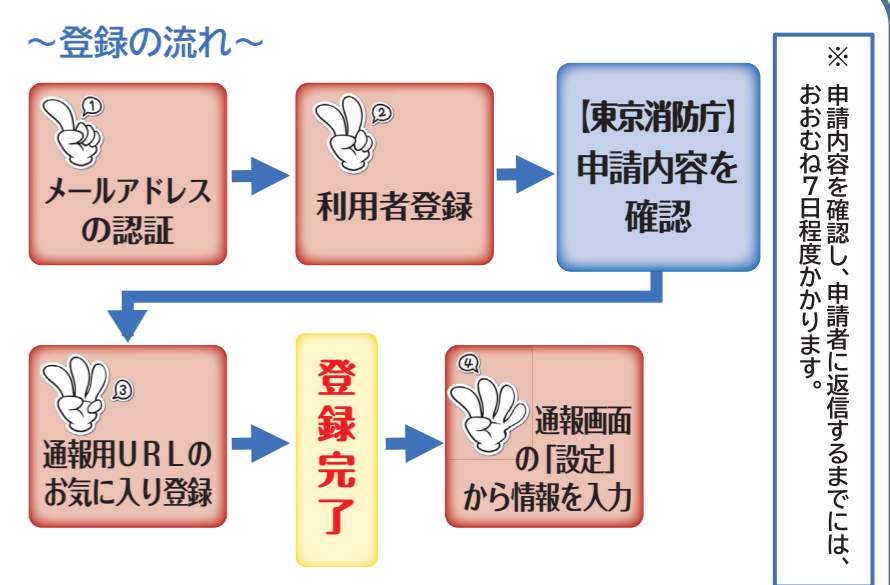 ～登録の流れ～
①
メールアドレス
の認証
②
利用者登録
【東京消防庁】
申請内容を
確認
③
通報用ＵＲＬの
お気に入り登録
登録完了
④
通報画面
の「設定」
から情報を入力
※ 申請内容を確認し、申請者に返信するまでには、
おおむね７日程度かかります。